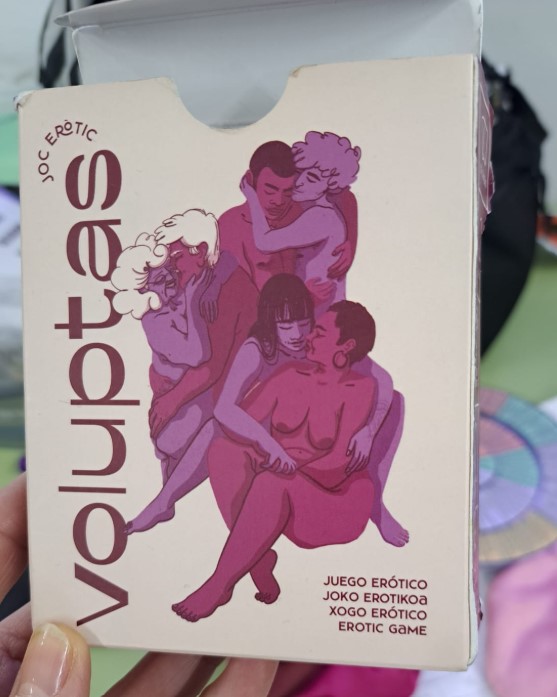 JOC ERÒTIC
voluptas
JUEGO ERÓTICO
JOKO EROTIKOA
XOGO ERÓTICO
EROTIC GAME